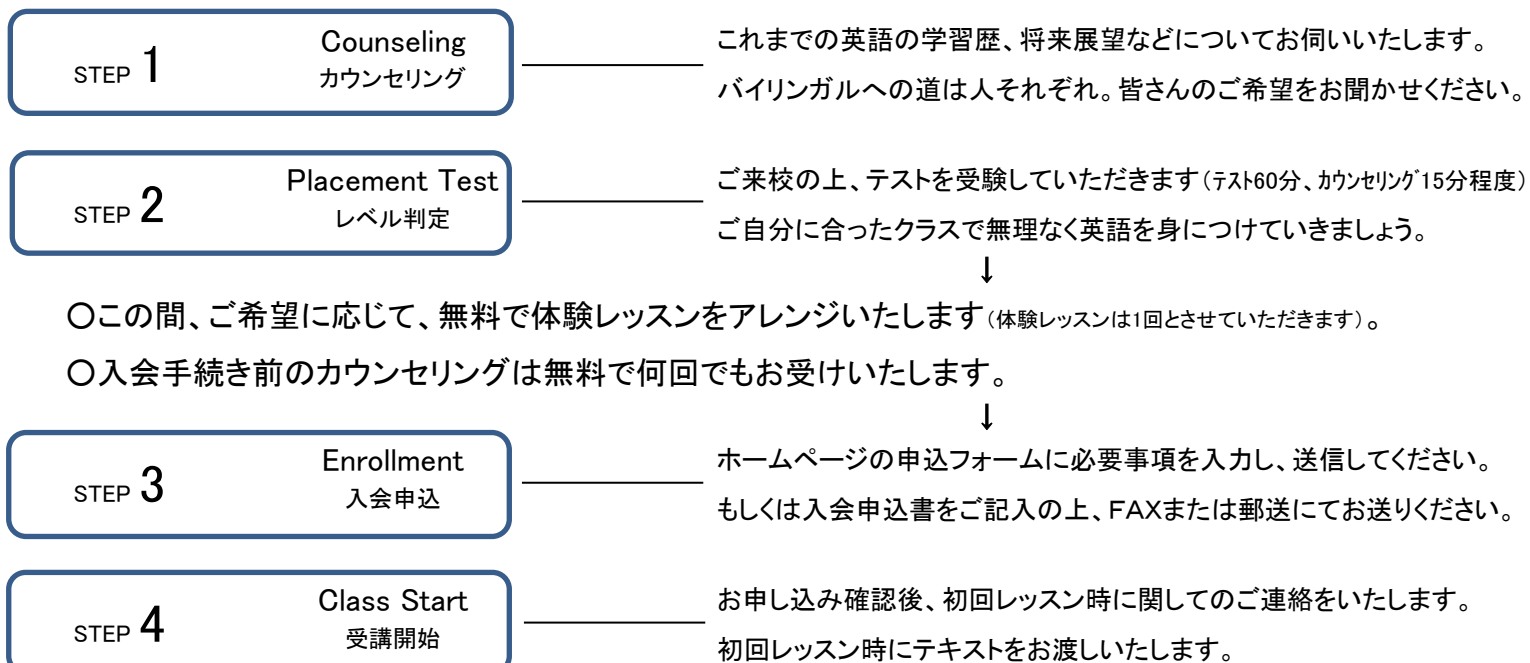 STEP 1
Counseling
カウンセリング
これまでの英語の学習歴、将来展望などについてお伺いいたします。
バイリンガルへの道は人それぞれ。皆さんのご希望をお聞かせください。
STEP 2
Placement Test
レベル判定
ご来校の上、テストを受験していただきます(ﾃｽﾄ60分、ｶｳﾝｾﾘﾝｸﾞ15分程度)
ご自分に合ったクラスで無理なく英語を身につけていきましょう。
↓
○この間、ご希望に応じて、無料で体験レッスンをアレンジいたします(体験レッスンは1回とさせていただきます)。
○入会手続き前のカウンセリングは無料で何回でもお受けいたします。
↓
STEP 3
Enrollment
入会申込
ホームページの申込フォームに必要事項を入力し、送信してください。
もしくは入会申込書をご記入の上、FAXまたは郵送にてお送りください。
STEP 4
Class Start
受講開始
お申し込み確認後、初回レッスン時に関してのご連絡をいたします。
初回レッスン時にテキストをお渡しいたします。